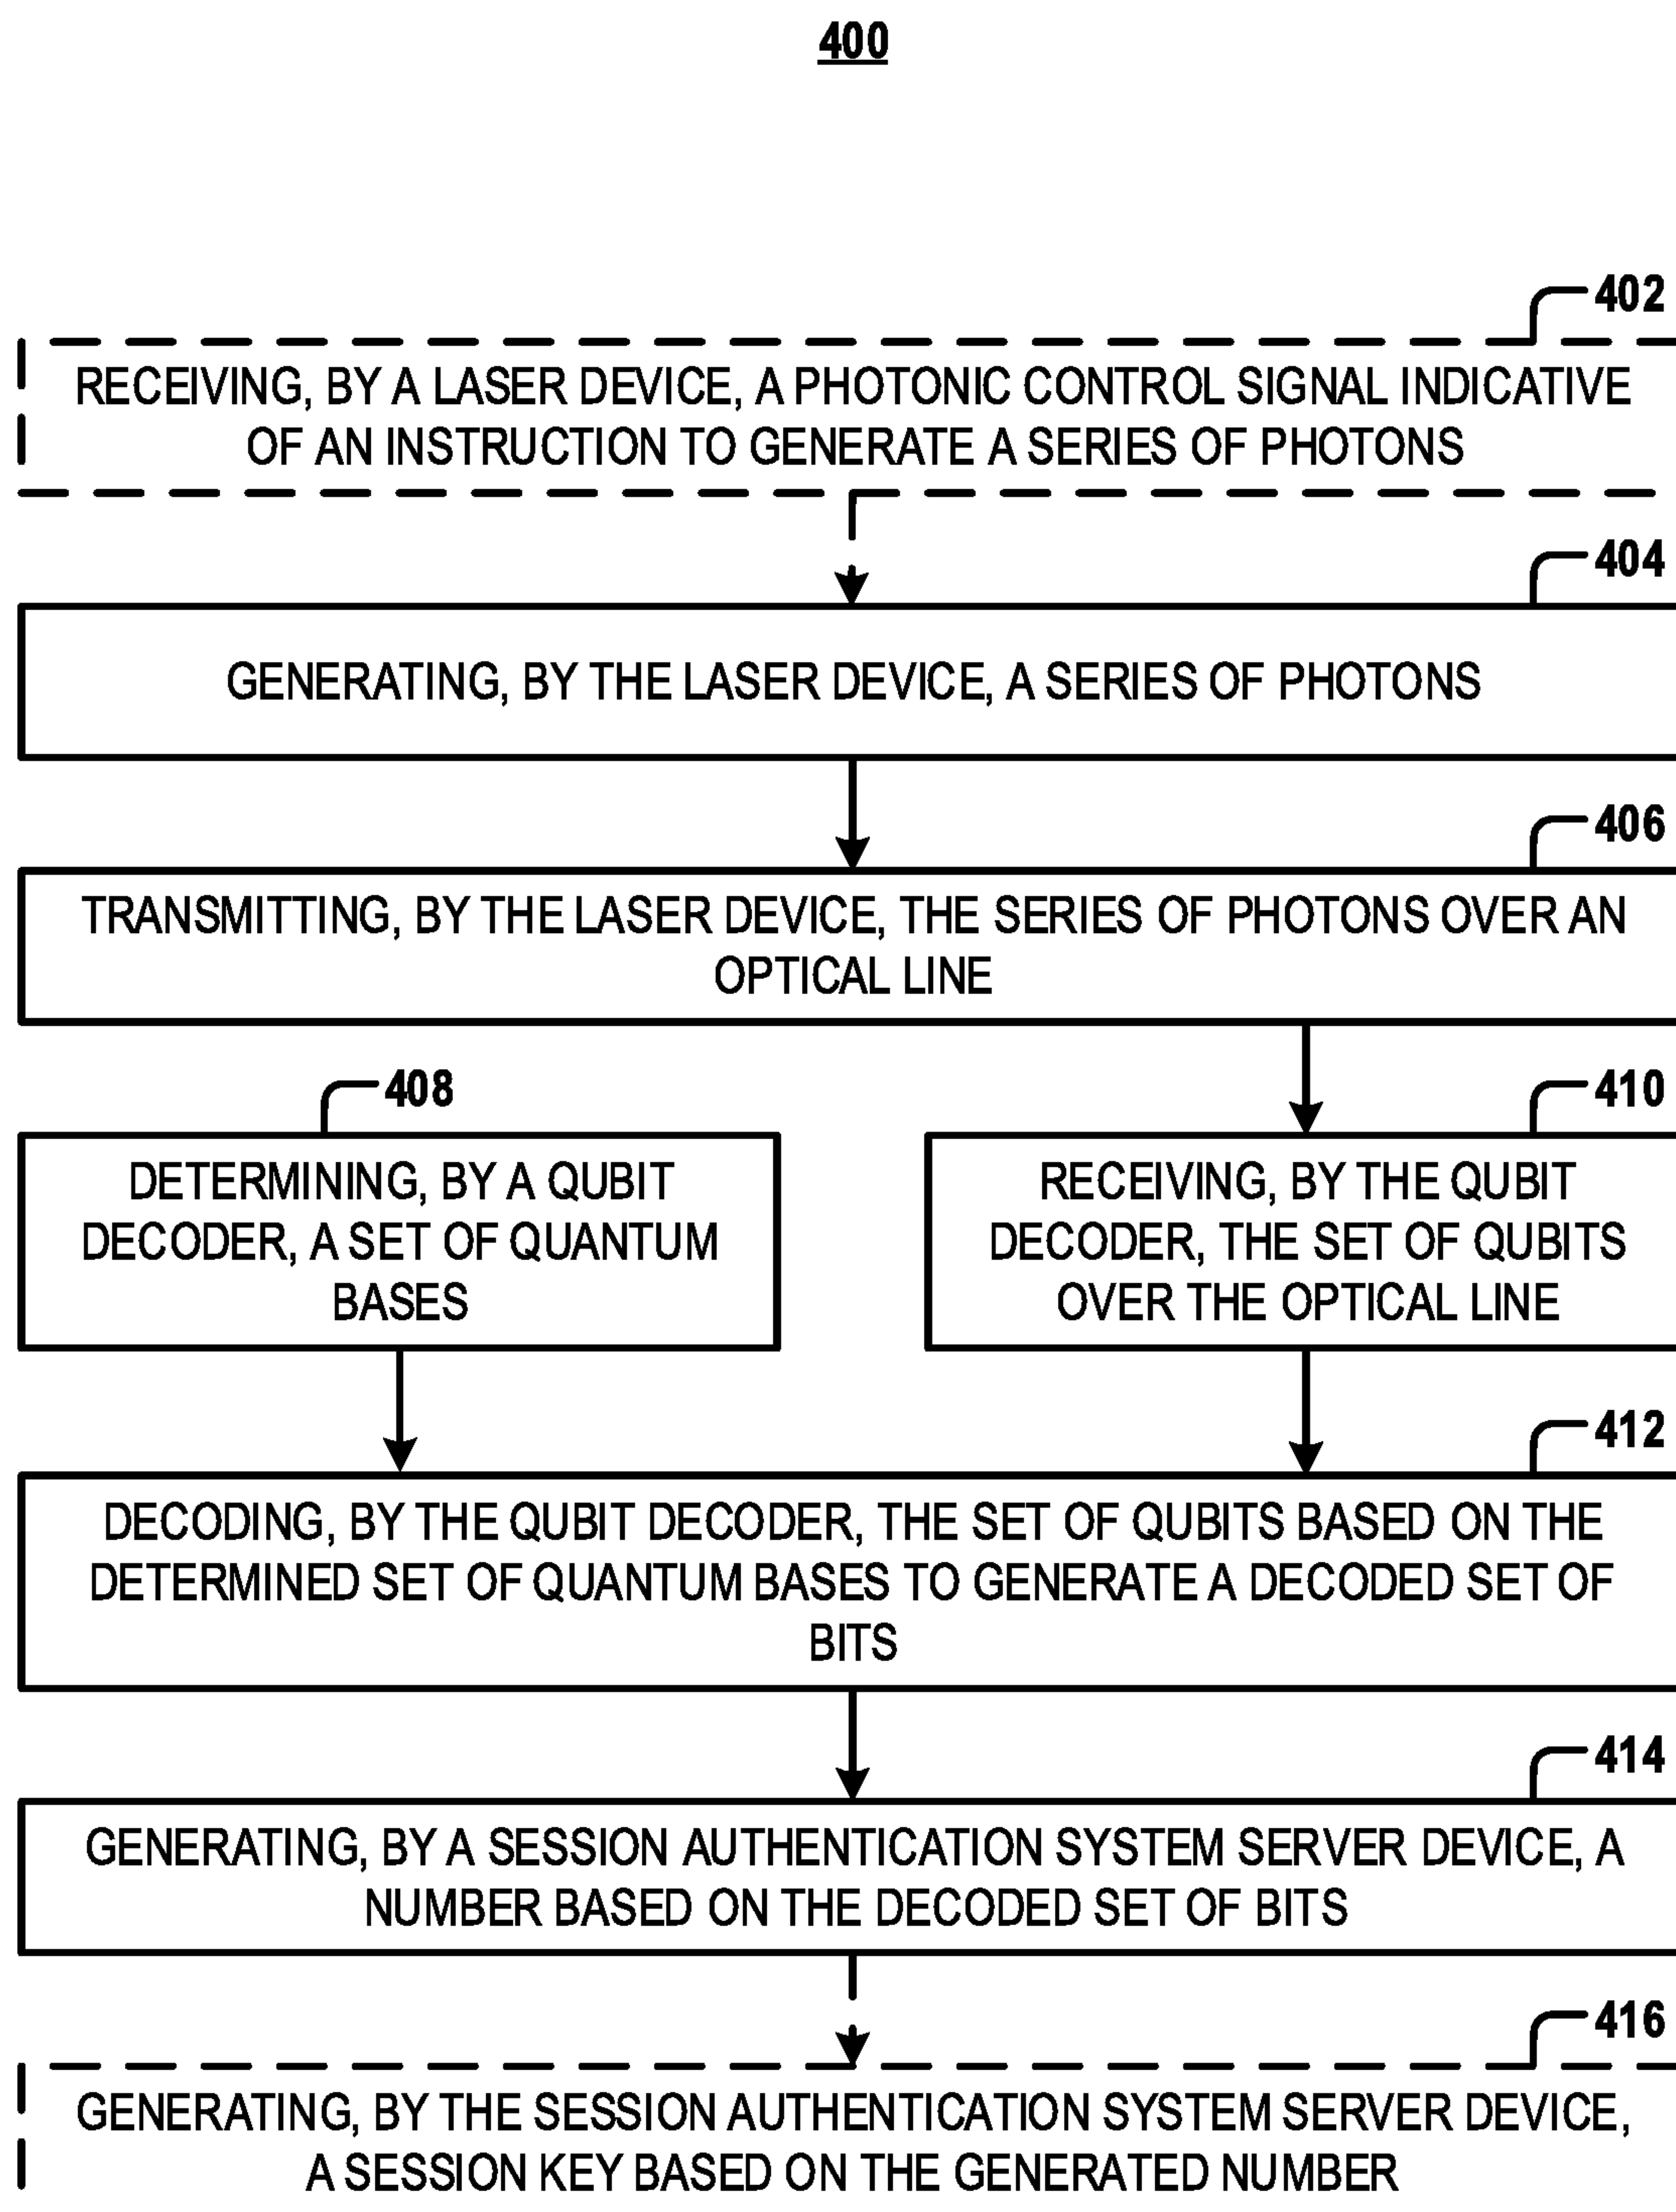 400
402
RECEIVING, BY A LASER DEVICE, A PHOTONIC CONTROL SIGNAL INDICATIVE
OF AN INSTRUCTION TO GENERATE A SERIES OF PHOTONS
404
GENERATING, BY THE LASER DEVICE, A SERIES OF PHOTONS
406
TRANSMITTING, BY THE LASER DEVICE, THE SERIES OF PHOTONS OVER AN
OPTICAL LINE
408
DETERMINING, BY A QUBIT
DECODER, A SET OF QUANTUM
BASES
410
RECEIVING, BY THE QUBIT
DECODER, THE SET OF QUBITS
OVER THE OPTICAL LINE
412
DECODING, BY THE QUBIT DECODER, THE SET OF QUBITS BASED ON THE
DETERMINED SET OF QUANTUM BASES TO GENERATE A DECODED SET OF
BITS
414
GENERATING, BY A SESSION AUTHENTICATION SYSTEM SERVER DEVICE, A
NUMBER BASED ON THE DECODED SET OF BITS
416
GENERATING, BY THE SESSION AUTHENTICATION SYSTEM SERVER DEVICE,
A SESSION KEY BASED ON THE GENERATED NUMBER